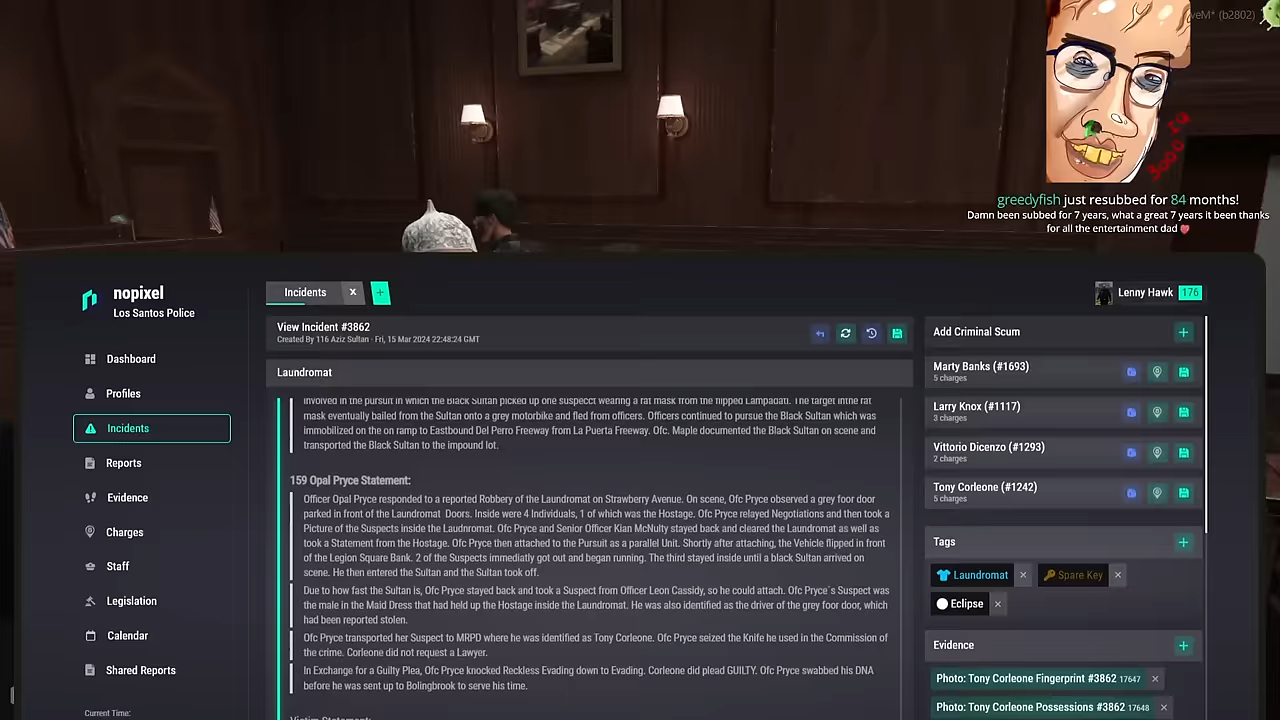 veM* (b2802)
3000 IQ
greedyfish just resubbed for 84 months!
Damn been subbed for 7 years, what a great 7 years it been thanks
for all the entertainment dad
nopixel
Los Santos Police
Dashboard
Profiles
Incidents
Reports
Evidence
Charges
Staff
Legislation
Calendar
Shared Reports
Current Time:
Incidents
Lenny Hawk 176
View Incident #3862
Created By 116 Aziz Sultan · Fri, 15 Mar 2024 22:48:24 GMT
Laundromat
involved in the pursuit in which the Black Sultan picked up one suspect wearing a rat mask from the flipped Lampadati. The target inthe rat
mask eventually bailed from the Sultan onto a grey motorbike and fled from officers. Officers continued to pursue the Black Sultan which was
immobilized on the on ramp to Eastbound Del Perro Freeway from La Puerta Freeway. Ofc. Maple documented the Black Sultan on scene and
transported the Black Sultan to the impound lot.
159 Opal Pryce Statement:
Officer Opal Pryce responded to a reported Robbery of the Laundromat on Strawberry Avenue. On scene, Ofc Pryce observed a grey foor door
parked in front of the Laundromat Doors. Inside were 4 Individuals, 1 of which was the Hostage. Ofc Pryce relayed Negotiations and then took a
Picture of the Suspects inside the Laudnromat. Ofc Pryce and Senior Officer Kian McNulty stayed back and cleared the Laundromat as well as
took a Statement from the Hostage. Ofc Pryce then attached to the Pursuit as a parallel Unit. Shortly after attaching, the Vehicle flipped in front
of the Legion Square Bank. 2 of the Suspects immediatly got out and began running. The third stayed inside until a black Sultan arrived on
scene. He then entered the Sultan and the Sultan took off.
Due to how fast the Sultan is, Ofc Pryce stayed back and took a Suspect from Officer Leon Cassidy, so he could attach. Ofc Pryce´s Suspect was
the male in the Maid Dress that had held up the Hostage inside the Laundromat. He was also identified as the driver of the grey foor door, which
had been reported stolen.
Ofc Pryce transported her Suspect to MRPD where he was identified as Tony Corleone. Ofc Pryce seized the Knife he used in the Commission of
the crime. Corleone did not request a Lawyer.
In Exchange for a Guilty Plea, Ofc Pryce knocked Reckless Evading down to Evading. Corleone did plead GUILTY. Ofc Pryce swabbed his DNA
before he was sent up to Bolingbrook to serve his time.
Victim Statement:
Add Criminal Scum
Marty Banks (#1693)
5 charges
Larry Knox (#1117)
3 charges
Vittorio Dicenzo (#1293)
2 charges
Tony Corleone (#1242)
5 charges
Tags
Laundromat
Spare Key
Eclipse
Evidence
Photo: Tony Corleone Fingerprint #3862 17647
Photo: Tony Corleone Possessions #3862 17648